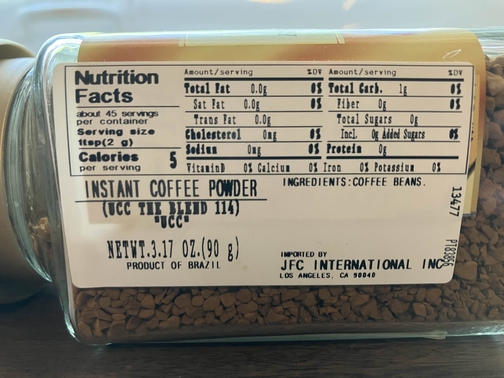 Nutrition Facts
about 45 servings
per container
Serving size
1tsp(2 g)
Calories 5
per serving
Amount/serving %DV
Total Fat 0.0g 0%
Sat Fat 0.0g 0%
Trans Fat 0.0g
Cholesterol 0mg 0%
Sodium 0mg 0%
Amount/serving %DV
Total Carb. 1g 0%
Fiber 0g 0%
Total Sugars 0g
Incl. 0g Added Sugars 0%
Protein 0g
VitaminD 0% Calcium 0% Iron 0% Potassium 0%
INSTANT COFFEE POWDER
(UCC THE BLEND 114)
"UCC"
NETWT.3.17 OZ.(90 g)
PRODUCT OF BRAZIL
INGREDIENTS:COFFEE BEANS.
IMPORTED BY
JFC INTERNATIONAL INC
LOS ANGELES, CA 90040
13477